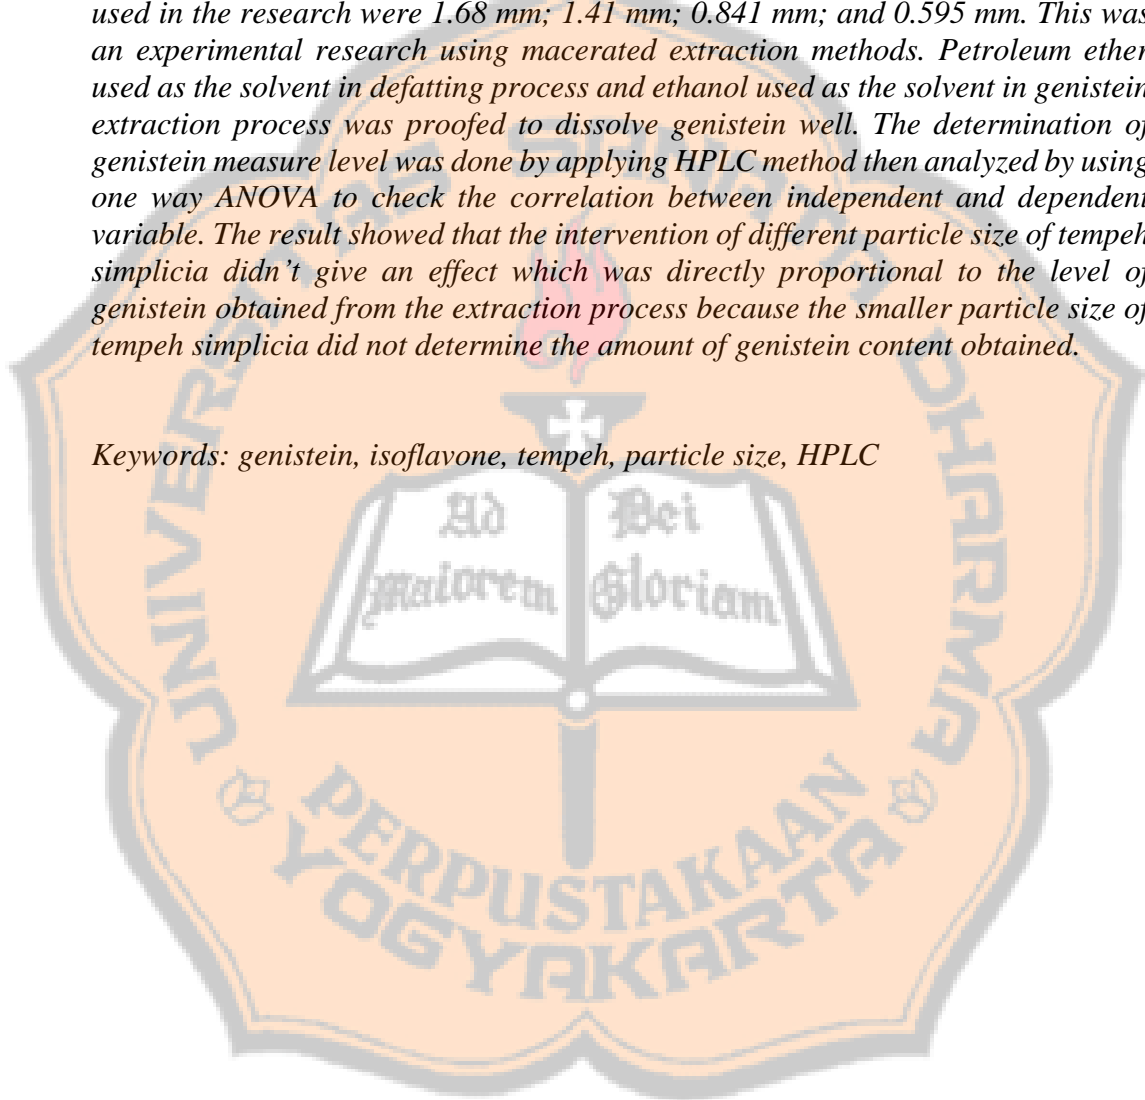 used in the research were 1.68 mm; 1.41 mm; 0.841 mm; and 0.595 mm. This was
an experimental research using macerated extraction methods. Petroleum ether
used as the solvent in defatting process and ethanol used as the solvent in genistein
extraction process was proofed to dissolve genistein well. The determination of
genistein measure level was done by applying HPLC method then analyzed by using
one way ANOVA to check the correlation between independent and dependent
variable. The result showed that the intervention of different particle size of tempeh
simplicia didn't give an effect which was directly proportional to the level of
genistein obtained from the extraction process because the smaller particle size of
tempeh simplicia did not determine the amount of genistein content obtained.
Keywords: genistein, isoflavone, tempeh, particle size, HPLC
UNIVERSITAS SANATA DHARMA
Ad Dei
maiorem Gloriam
PERPUSTAKAAN
YOGYAKARTA